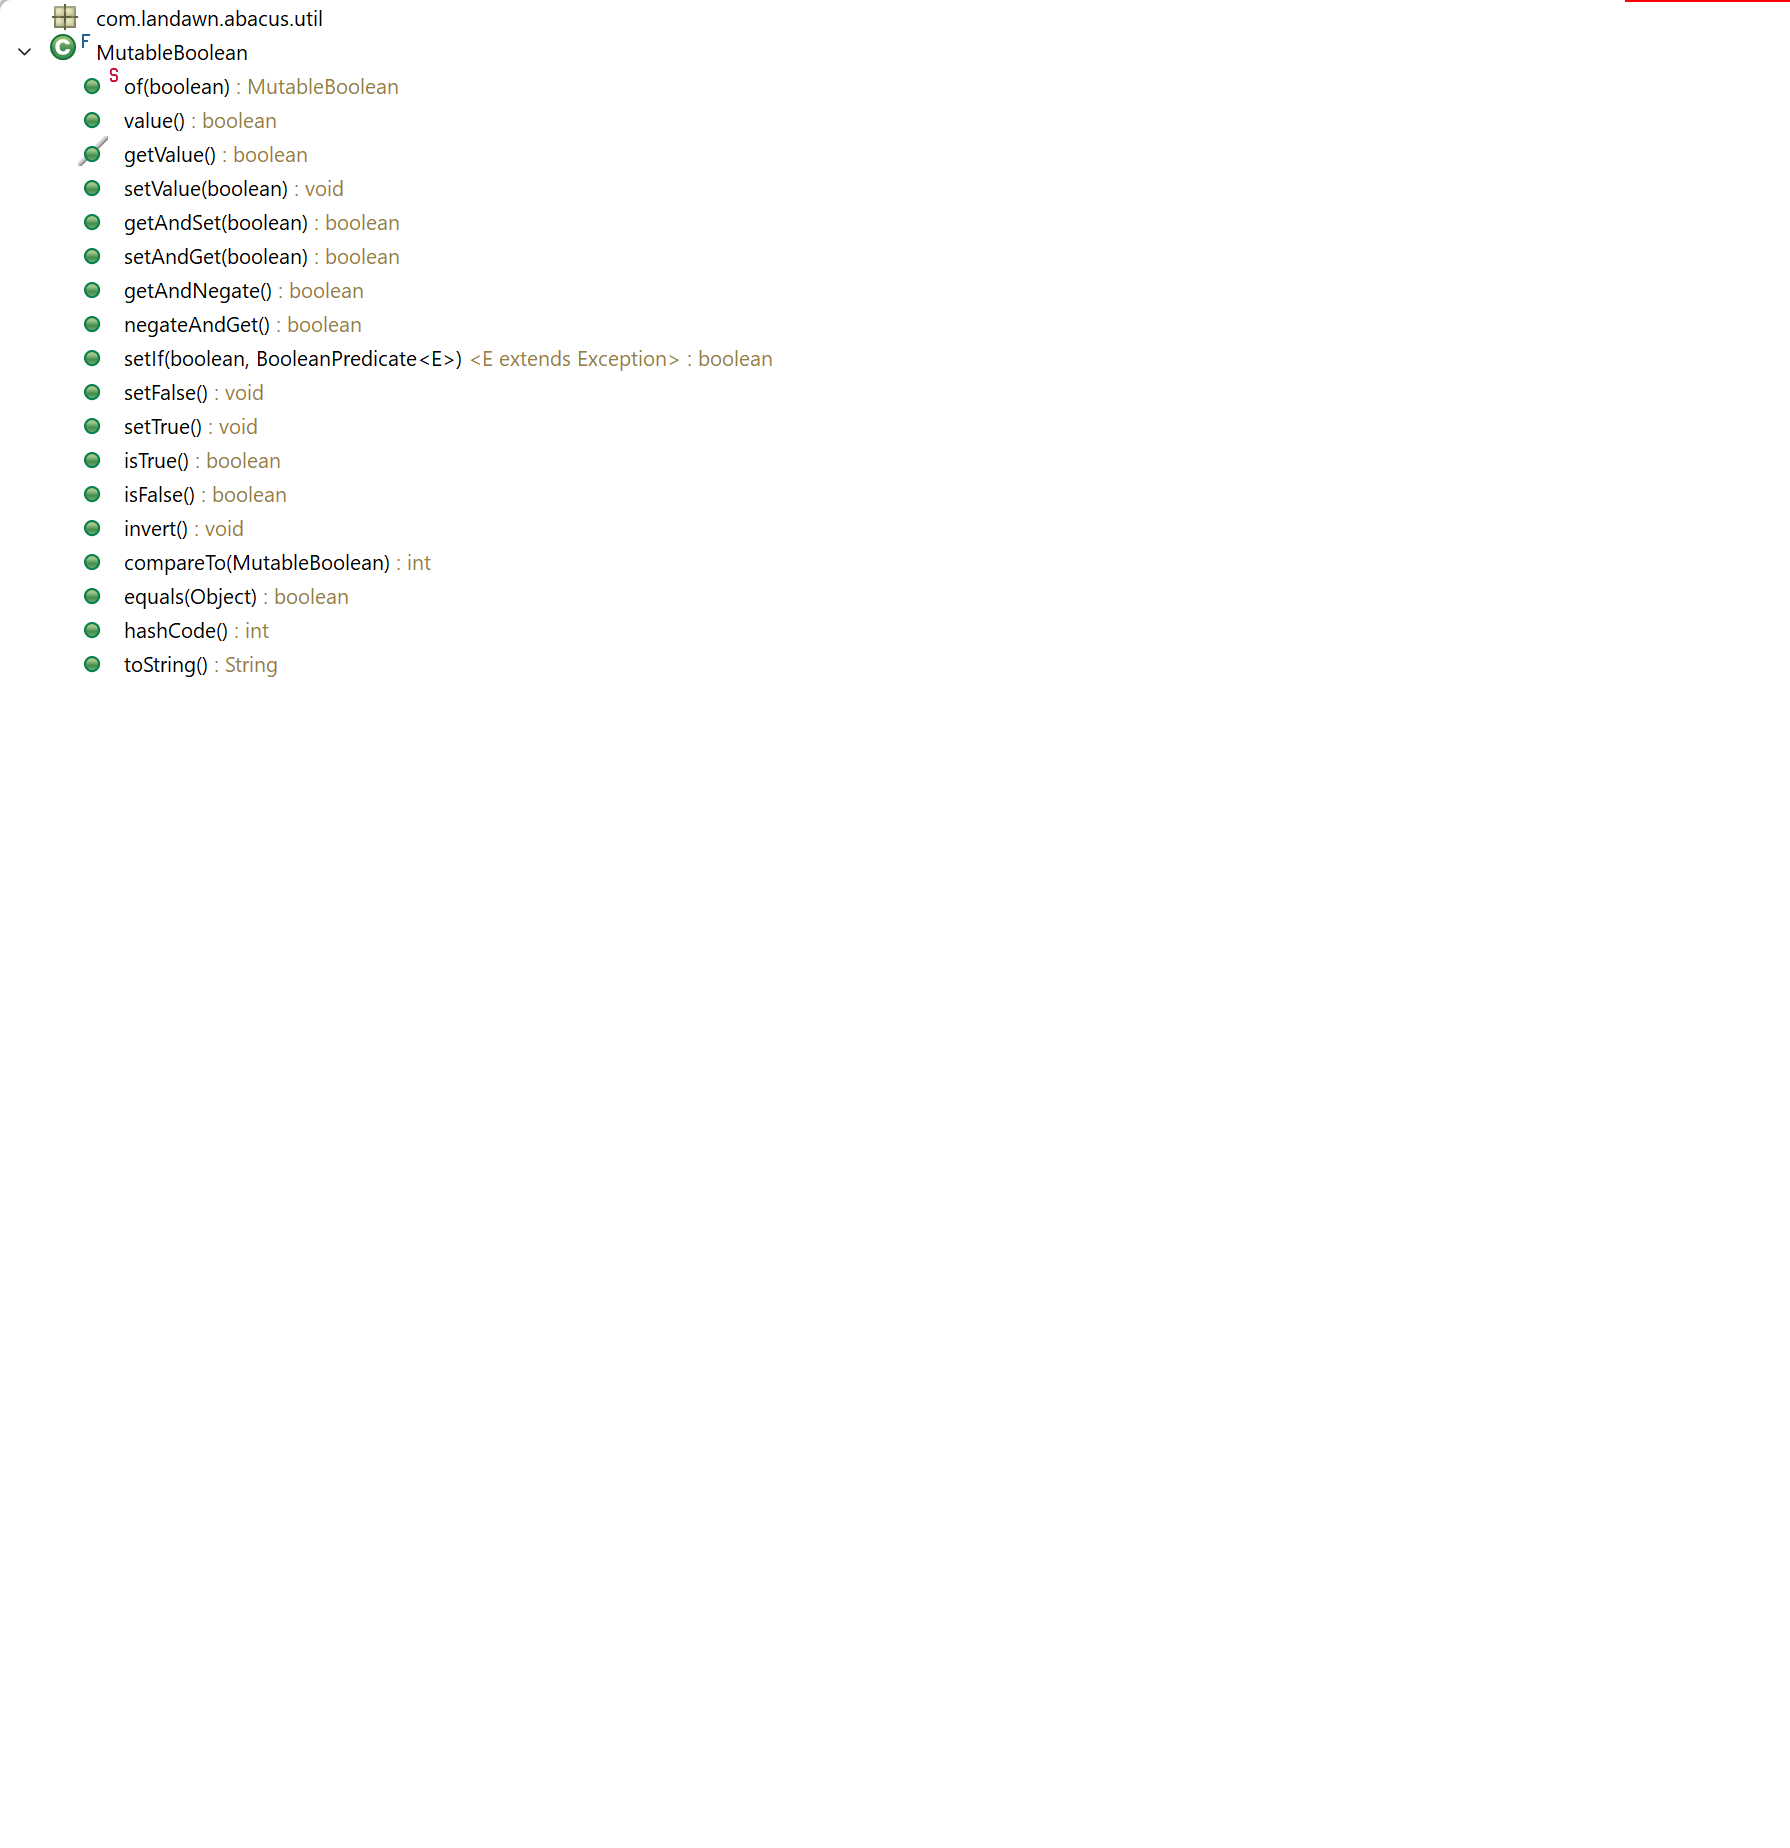 com.landawn.abacus.util
C F MutableBoolean
S of(boolean) : MutableBoolean
value() : boolean
getValue() : boolean
setValue(boolean) : void
getAndSet(boolean) : boolean
setAndGet(boolean) : boolean
getAndNegate() : boolean
negateAndGet() : boolean
setIf(boolean, BooleanPredicate<E>) <E extends Exception> : boolean
setFalse() : void
setTrue() : void
isTrue() : boolean
isFalse() : boolean
invert() : void
compareTo(MutableBoolean) : int
equals(Object) : boolean
hashCode() : int
toString() : String